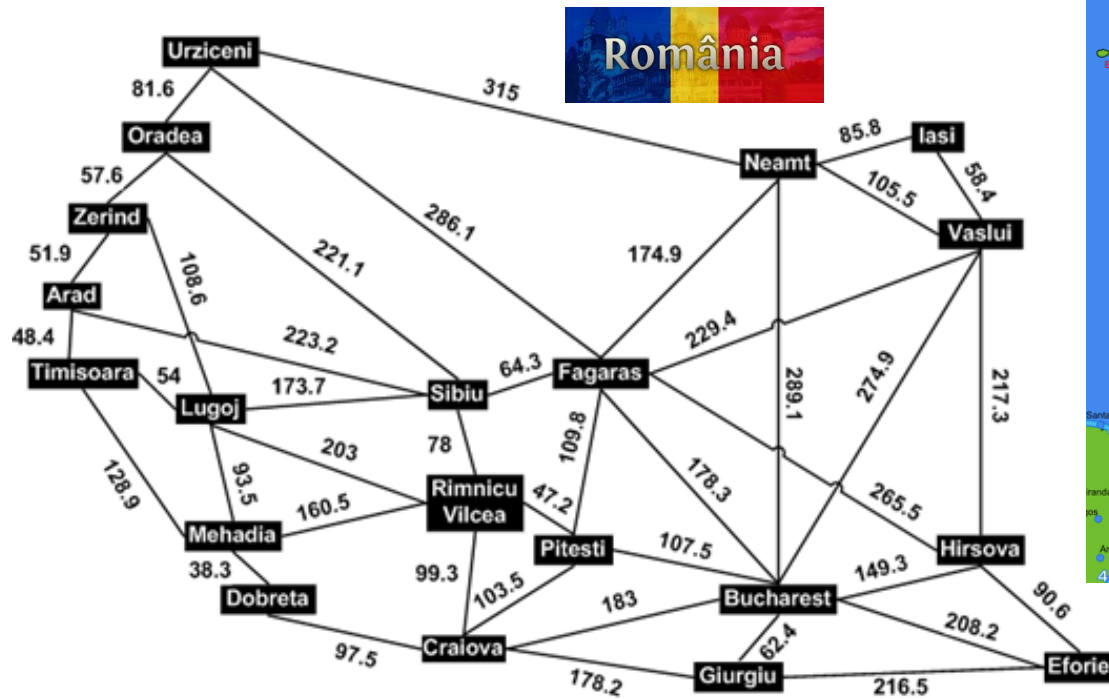 România
Urziceni
315
81.6
Oradea
85.8
Iasi
Neamt
57.6
105.5
58.4
Zerind
286.1
Vaslui
221.1
174.9
51.9
108.6
Arad
223.2
229.4
48.4
Timisoara
54
173.7
Sibiu
64.3
Fagaras
289.1
274.9
217.3
Lugoj
203
78
109.8
178.3
128.9
93.5
160.5
Rimnicu
Vilcea
47.2
265.5
Mehadia
Pitesti
107.5
Hirsova
38.3
99.3
103.5
149.3
Dobreta
183
Bucharest
90.6
97.5
Craiova
62.4
208.2
178.2
Giurgiu
216.5
Eforie
Santa